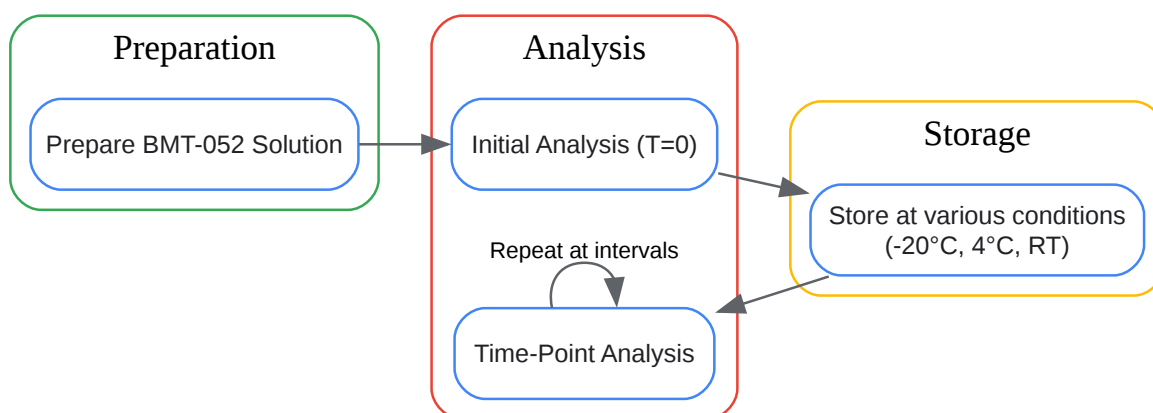 Preparation
Prepare BMT-052 Solution
Analysis
Initial Analysis (T=0)
Repeat at intervals
Time-Point Analysis
Storage
Store at various conditions
(-20°C, 4°C, RT)